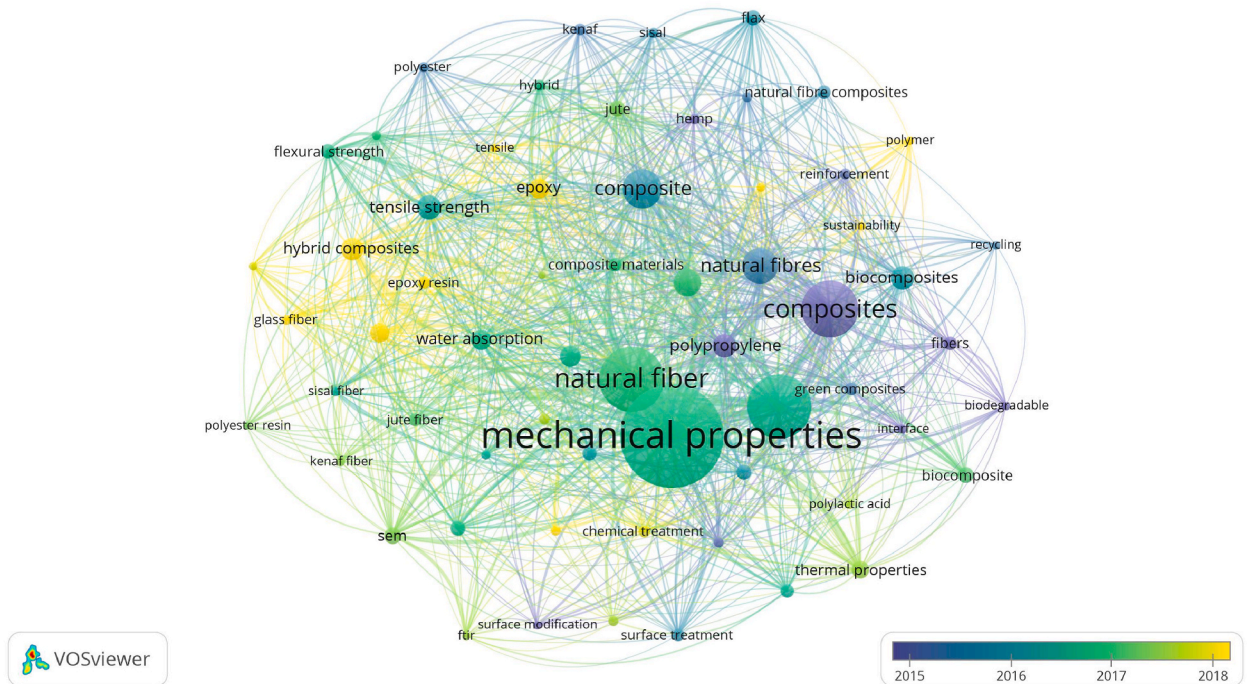 flax
kenaf
sisal
polyester
hybrid
natural fibre composites
jute
hemp
polymer
flexural strength
tensile
reinforcement
epoxy
composite
tensile strength
sustainability
hybrid composites
recycling
composite materials
natural fibres
biocomposites
epoxy resin
composites
glass fiber
water absorption
polypropylene
fibers
natural fiber
sisal fiber
green composites
biodegradable
jute fiber
polyester resin
mechanical properties
interface
kenaf fiber
biocomposite
polylactic acid
sem
chemical treatment
thermal properties
surface modification
ftir
surface treatment
VOSviewer
2015 2016 2017 2018